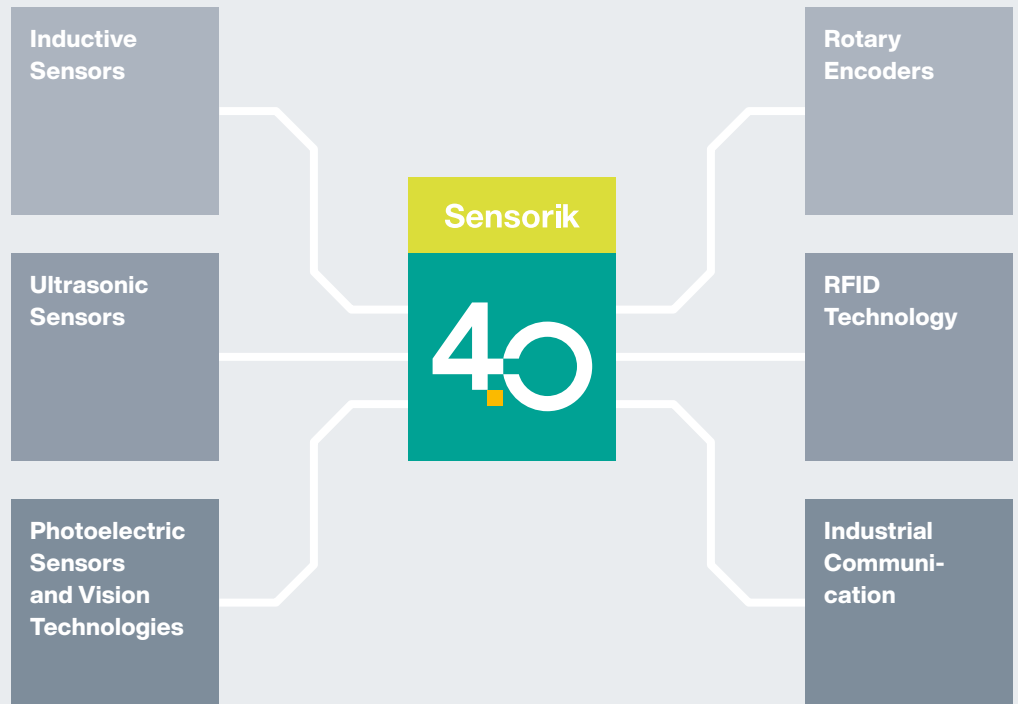 Inductive
Sensors
Ultrasonic
Sensors
Photoelectric
Sensors
and Vision
Technologies
Sensorik
4.0
Rotary
Encoders
RFID
Technology
Industrial
Communi-
cation